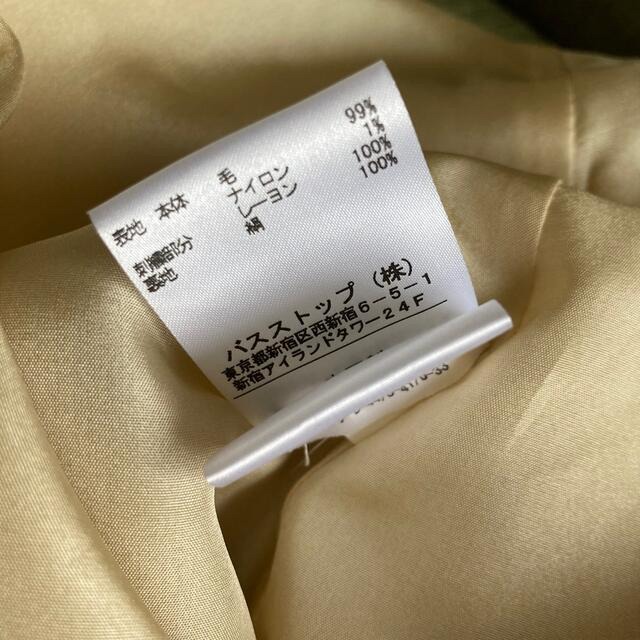 表地 本体 毛 99%
ナイロン 1%
刺繍部分 レーヨン 100%
裏地 絹 100%
バスストップ（株）
東京都新宿区西新宿6-5-1
新宿アイランドタワー24F